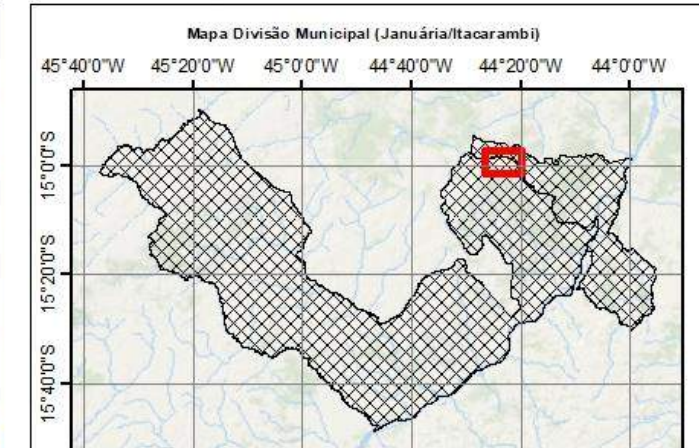 Mapa Divisão Municipal (Januária/Itacarambi)
45°40'0"W 45°20'0"W 45°0'0"W 44°40'0"W 44°20'0"W 44°0'0"W
15°0'0"S
15°20'0"S
15°40'0"S